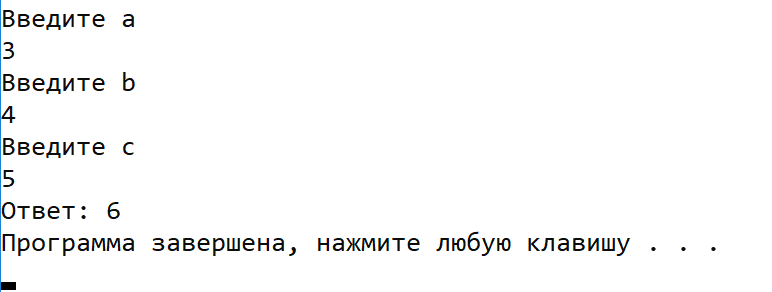 Введите a
3
Введите b
4
Введите c
5
Ответ: 6
Программа завершена, нажмите любую клавишу . . .